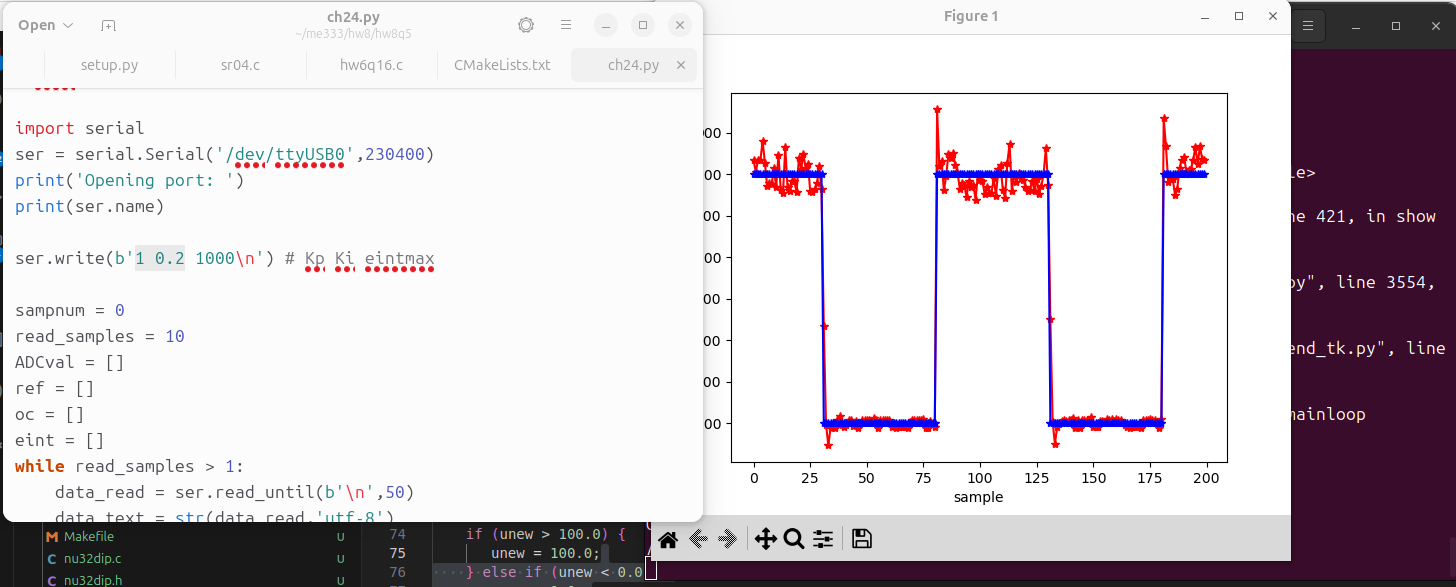 Open
ch24.py
~/me333/hw8/hw8q5
setup.py
sr04.c
hw6q16.c
CMakeLists.txt
ch24.py
import serial
ser = serial.Serial('/dev/ttyUSB0',230400)
print('Opening port: ')
print(ser.name)
ser.write(b'1 0.2 1000\n') # Kp Ki eintmax
sampnum = 0
read_samples = 10
ADCval = []
ref = []
oc = []
eint = []
while read_samples > 1:
data_read = ser.read_until(b'\n',50)
data_text = str(data_read,'utf-8')
Figure 1
000
000
000
000
000
000
000
000
0 25 50 75 100 125 150 175 200
sample
le>
ne 421, in show
py", line 3554,
end_tk.py", line
mainloop
Makefile U
nu32dip.c U
nu32dip.h U
74 if (unew > 100.0) {
75 unew = 100.0;
76 } else if (unew < 0.0